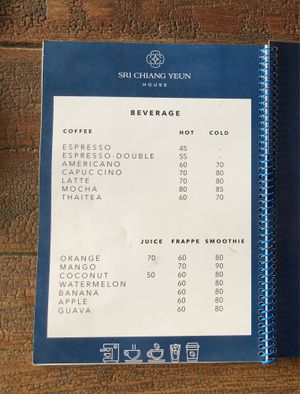 SRI CHIANG YEUN
HOUSE
BEVERAGE
COFFEE HOT COLD
ESPRESSO 45 -
ESPRESSO-DOUBLE 55 -
AMERICANO 60 70
CAPUCCINO 70 80
LATTE 70 80
MOCHA 80 85
THAITEA 60 70
JUICE FRAPPE SMOOTHIE
ORANGE 70 60 80
MANGO 70 90
COCONUT 50 60 80
WATERMELON 60 80
BANANA 60 80
APPLE 60 80
GUAVA 60 80